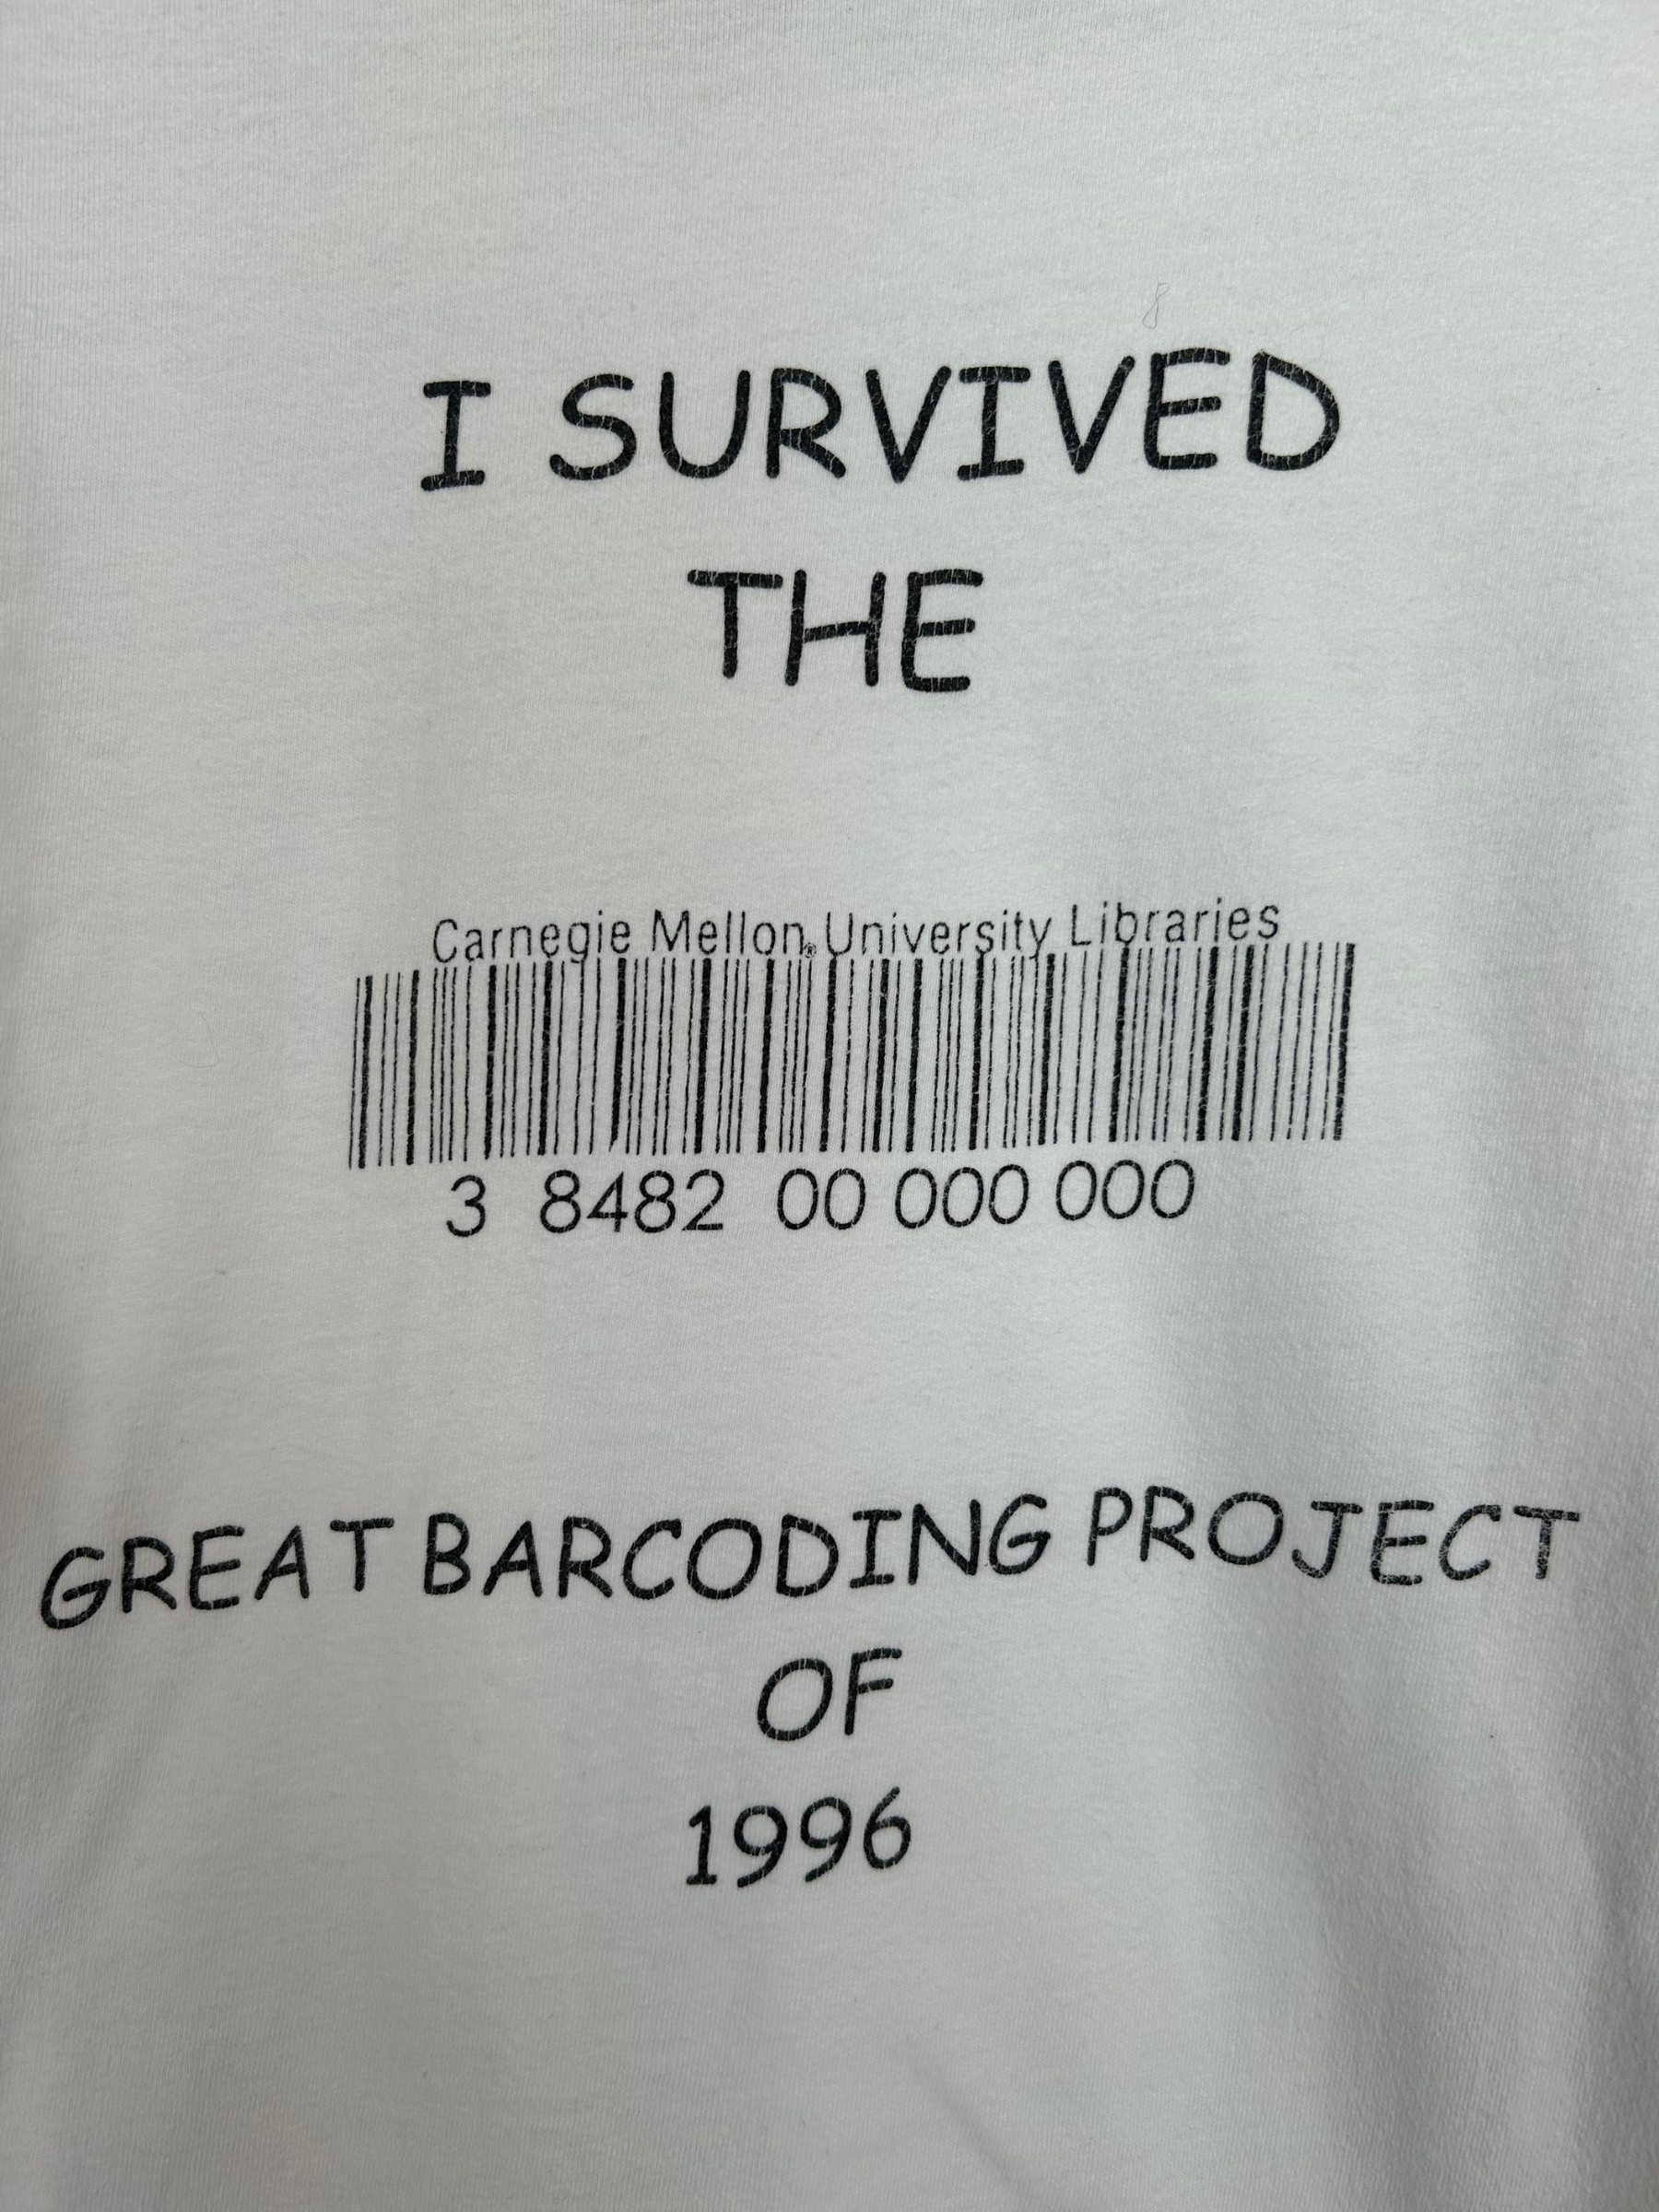 I SURVIVED
THE
Carnegie Mellon® University Libraries
3 8482 00 000 000
GREAT BARCODING PROJECT
OF
1996